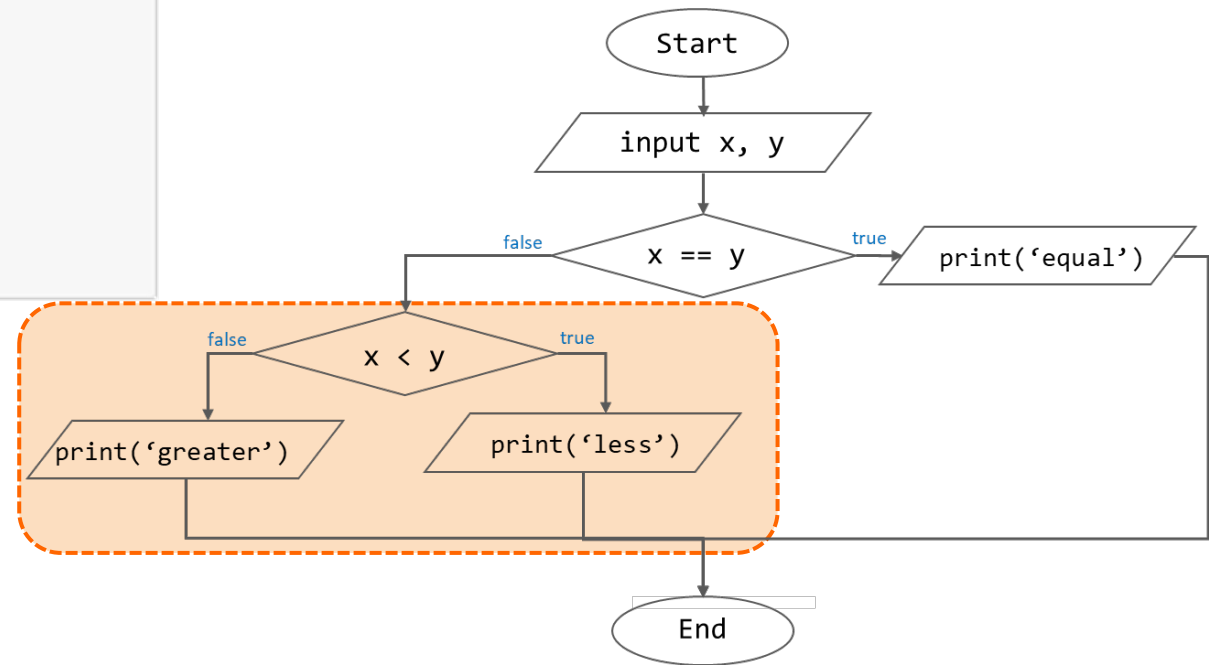 Start
input x, y
x == y
false
true
print(‘equal’)
x < y
false
true
print(‘greater’)
print(‘less’)
End